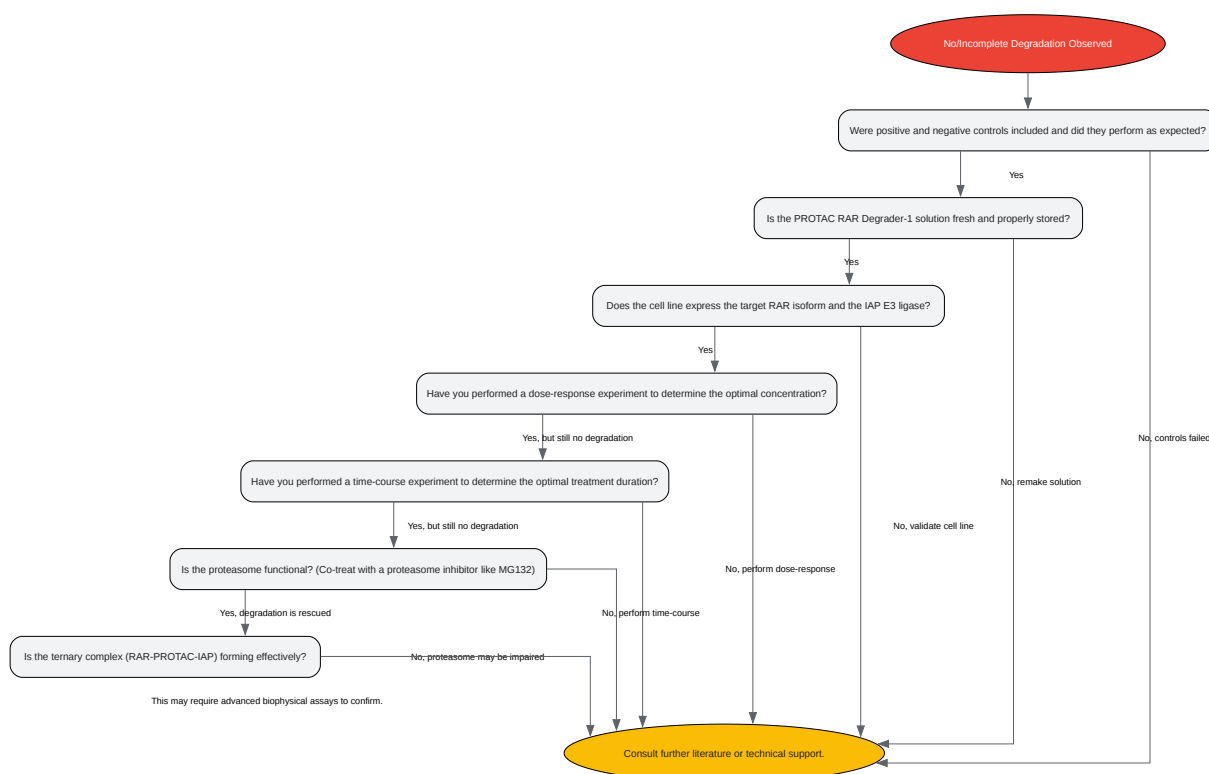 No/Incomplete Degradation Observed
Were positive and negative controls included and did they perform as expected?
Yes
Is the PROTAC RAR Degrader-1 solution fresh and properly stored?
Yes
Does the cell line express the target RAR isoform and the IAP E3 ligase?
Yes
Have you performed a dose-response experiment to determine the optimal concentration?
Yes, but still no degradation
No, controls failed
Have you performed a time-course experiment to determine the optimal treatment duration?
No, remake solution
Yes, but still no degradation
No, validate cell line
Is the proteasome functional? (Co-treat with a proteasome inhibitor like MG132)
No, perform dose-response
Yes, degradation is rescued
No, perform time-course
Is the ternary complex (RAR-PROTAC-IAP) forming effectively?
No, proteasome may be impaired
This may require advanced biophysical assays to confirm.
Consult further literature or technical support.